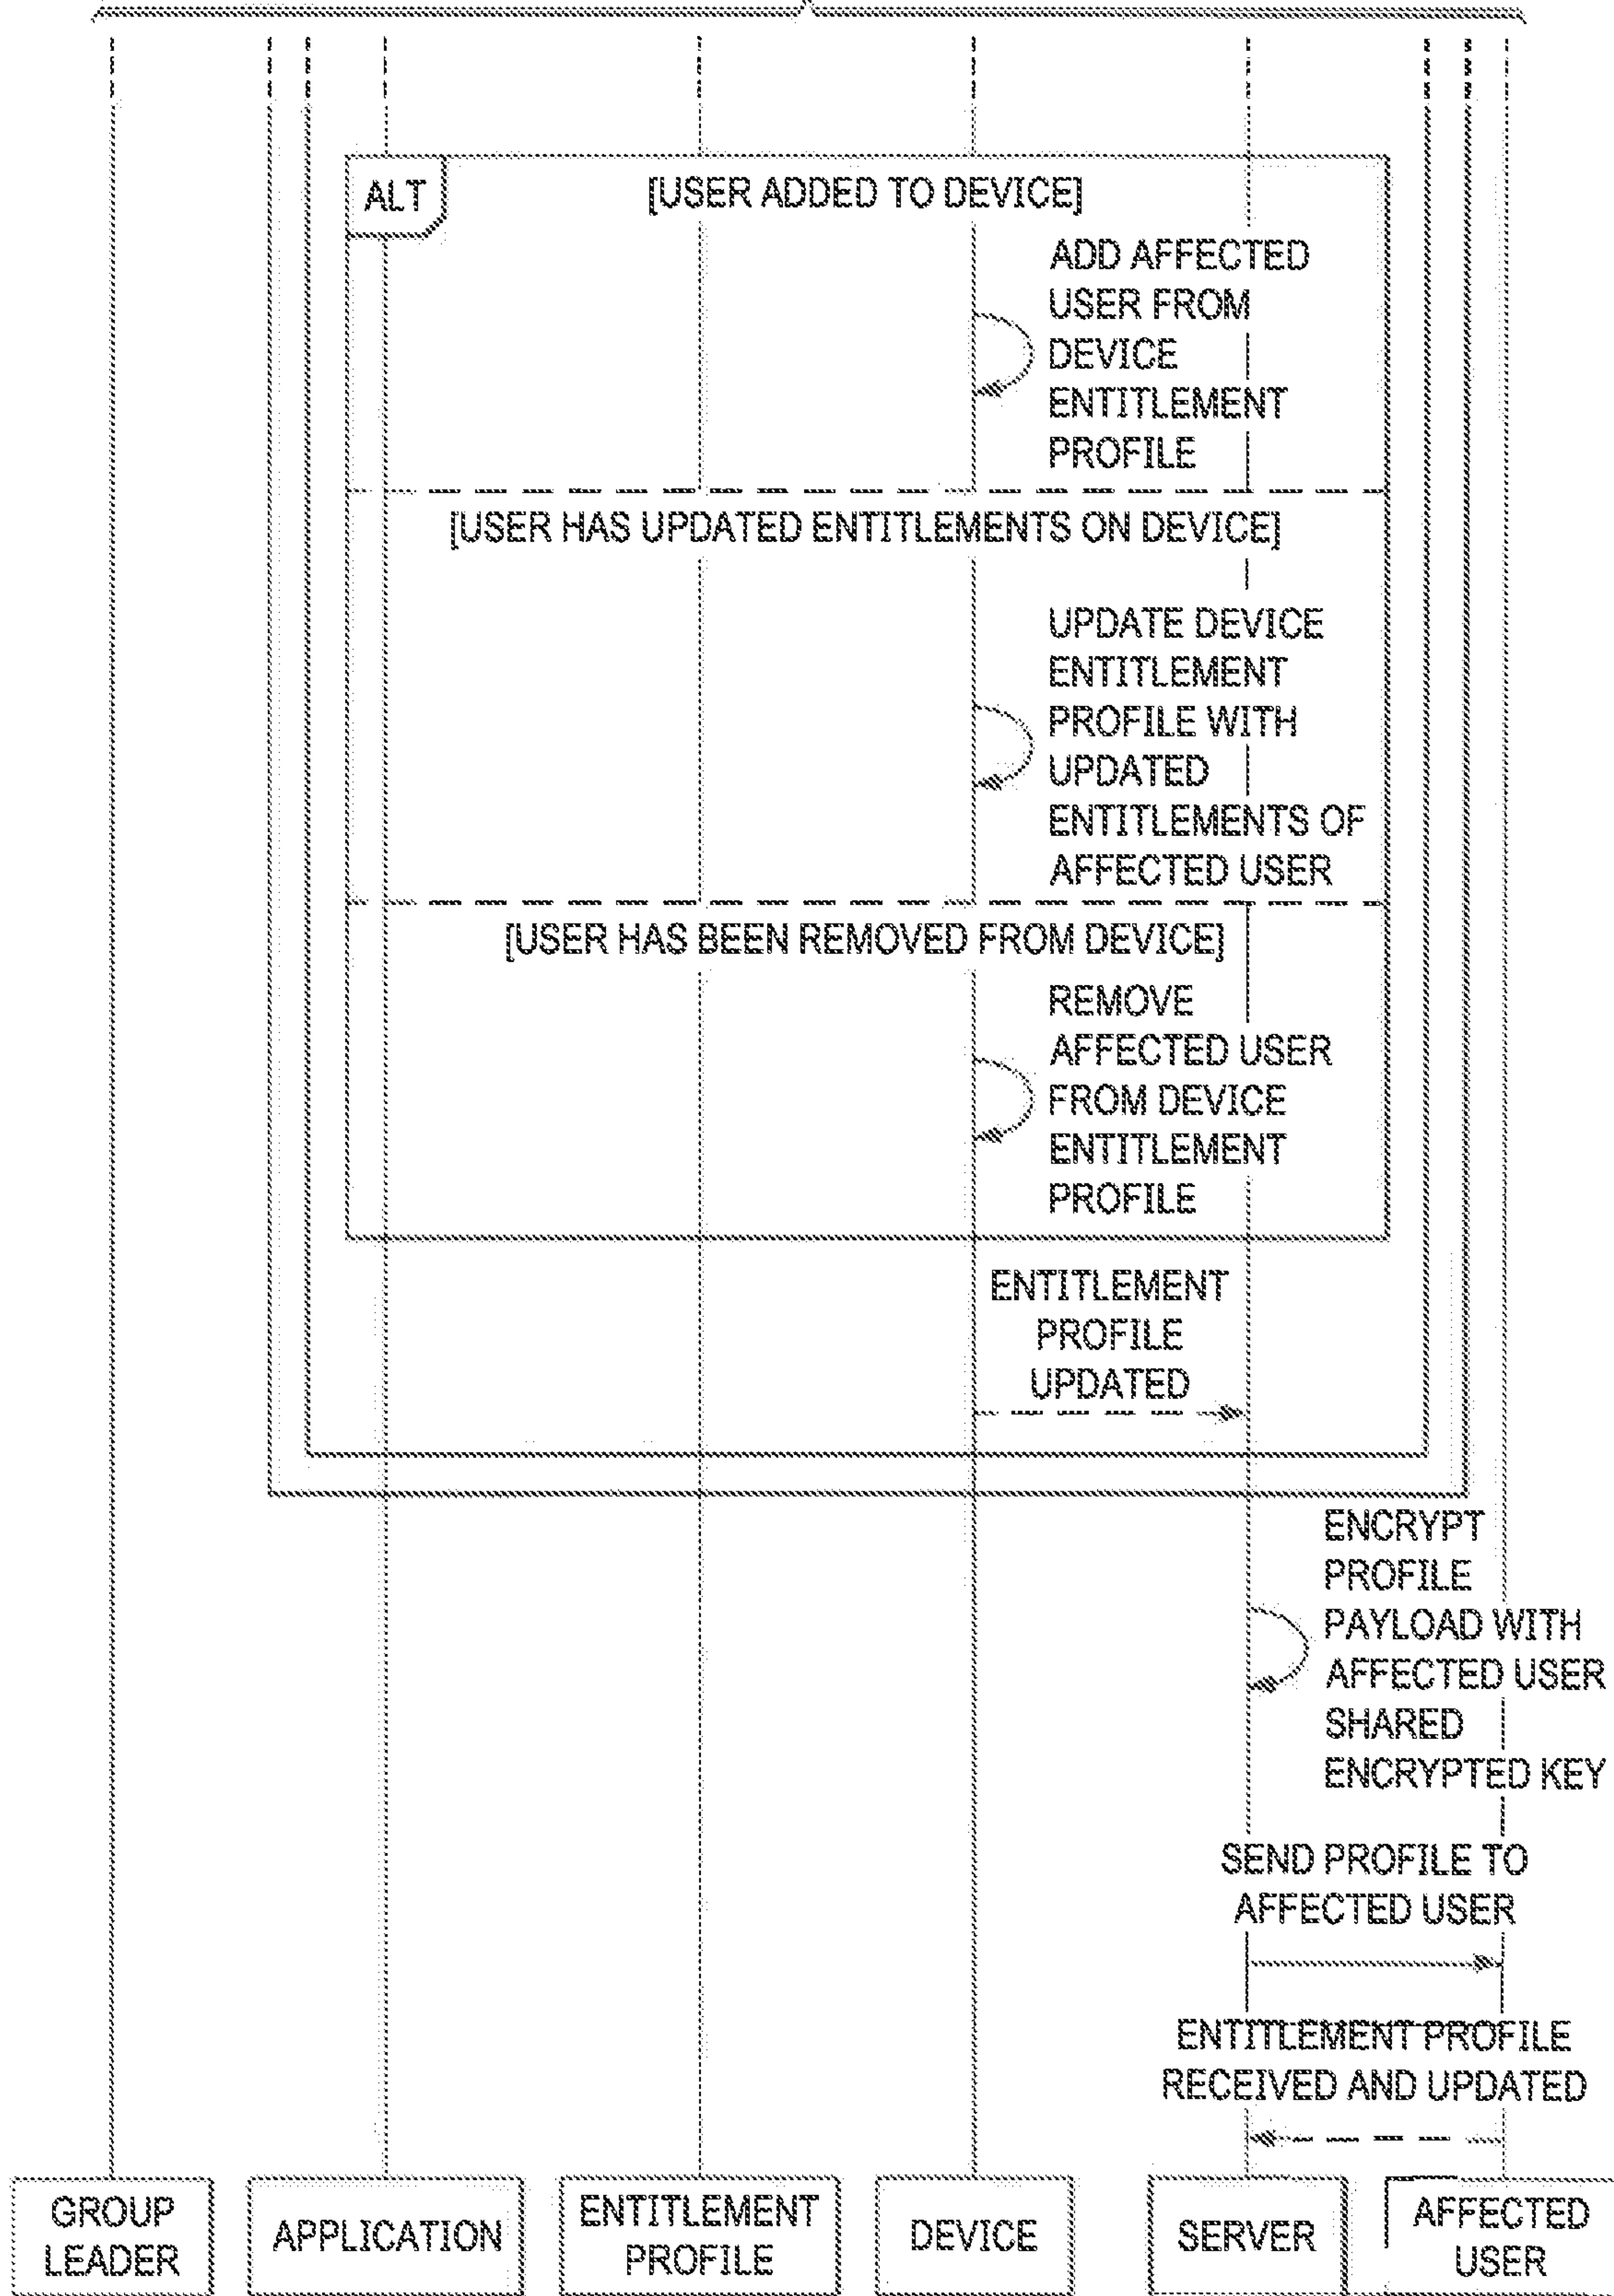 ALT
[USER ADDED TO DEVICE]
ADD AFFECTED
USER FROM
DEVICE
ENTITLEMENT
PROFILE
[USER HAS UPDATED ENTITLEMENTS ON DEVICE]
UPDATE DEVICE
ENTITLEMENT
PROFILE WITH
UPDATED
ENTITLEMENTS OF
AFFECTED USER
[USER HAS BEEN REMOVED FROM DEVICE]
REMOVE
AFFECTED USER
FROM DEVICE
ENTITLEMENT
PROFILE
ENTITLEMENT
PROFILE
UPDATED
ENCRYPT
PROFILE
PAYLOAD WITH
AFFECTED USER
SHARED
ENCRYPTED KEY
SEND PROFILE TO
AFFECTED USER
ENTITLEMENT PROFILE
RECEIVED AND UPDATED
GROUP
LEADER
APPLICATION
ENTITLEMENT
PROFILE
DEVICE
SERVER
AFFECTED
USER